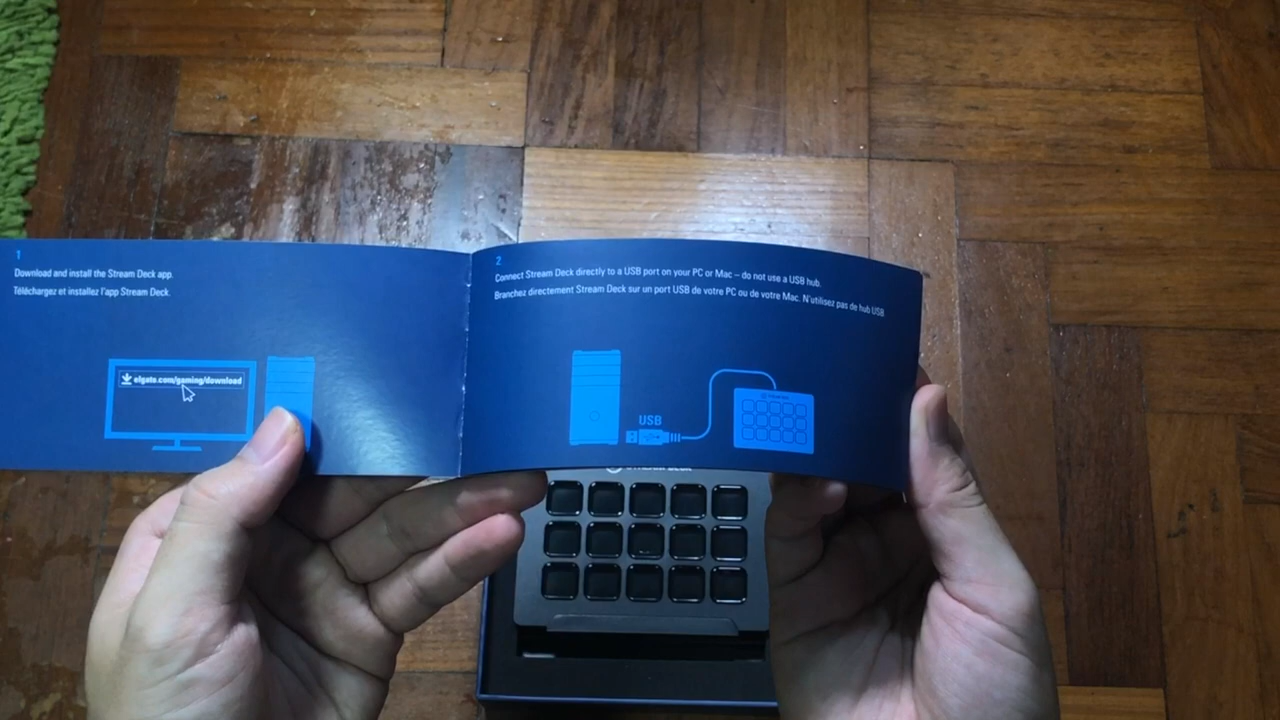 1
Download and install the Stream Deck app.
Téléchargez et installez l'app Stream Deck.
elgato.com/gaming/download
2
Connect Stream Deck directly to a USB port on your PC or Mac – do not use a USB hub.
Branchez directement Stream Deck sur un port USB de votre PC ou de votre Mac. N'utilisez pas de hub USB
USB
STREAM DECK